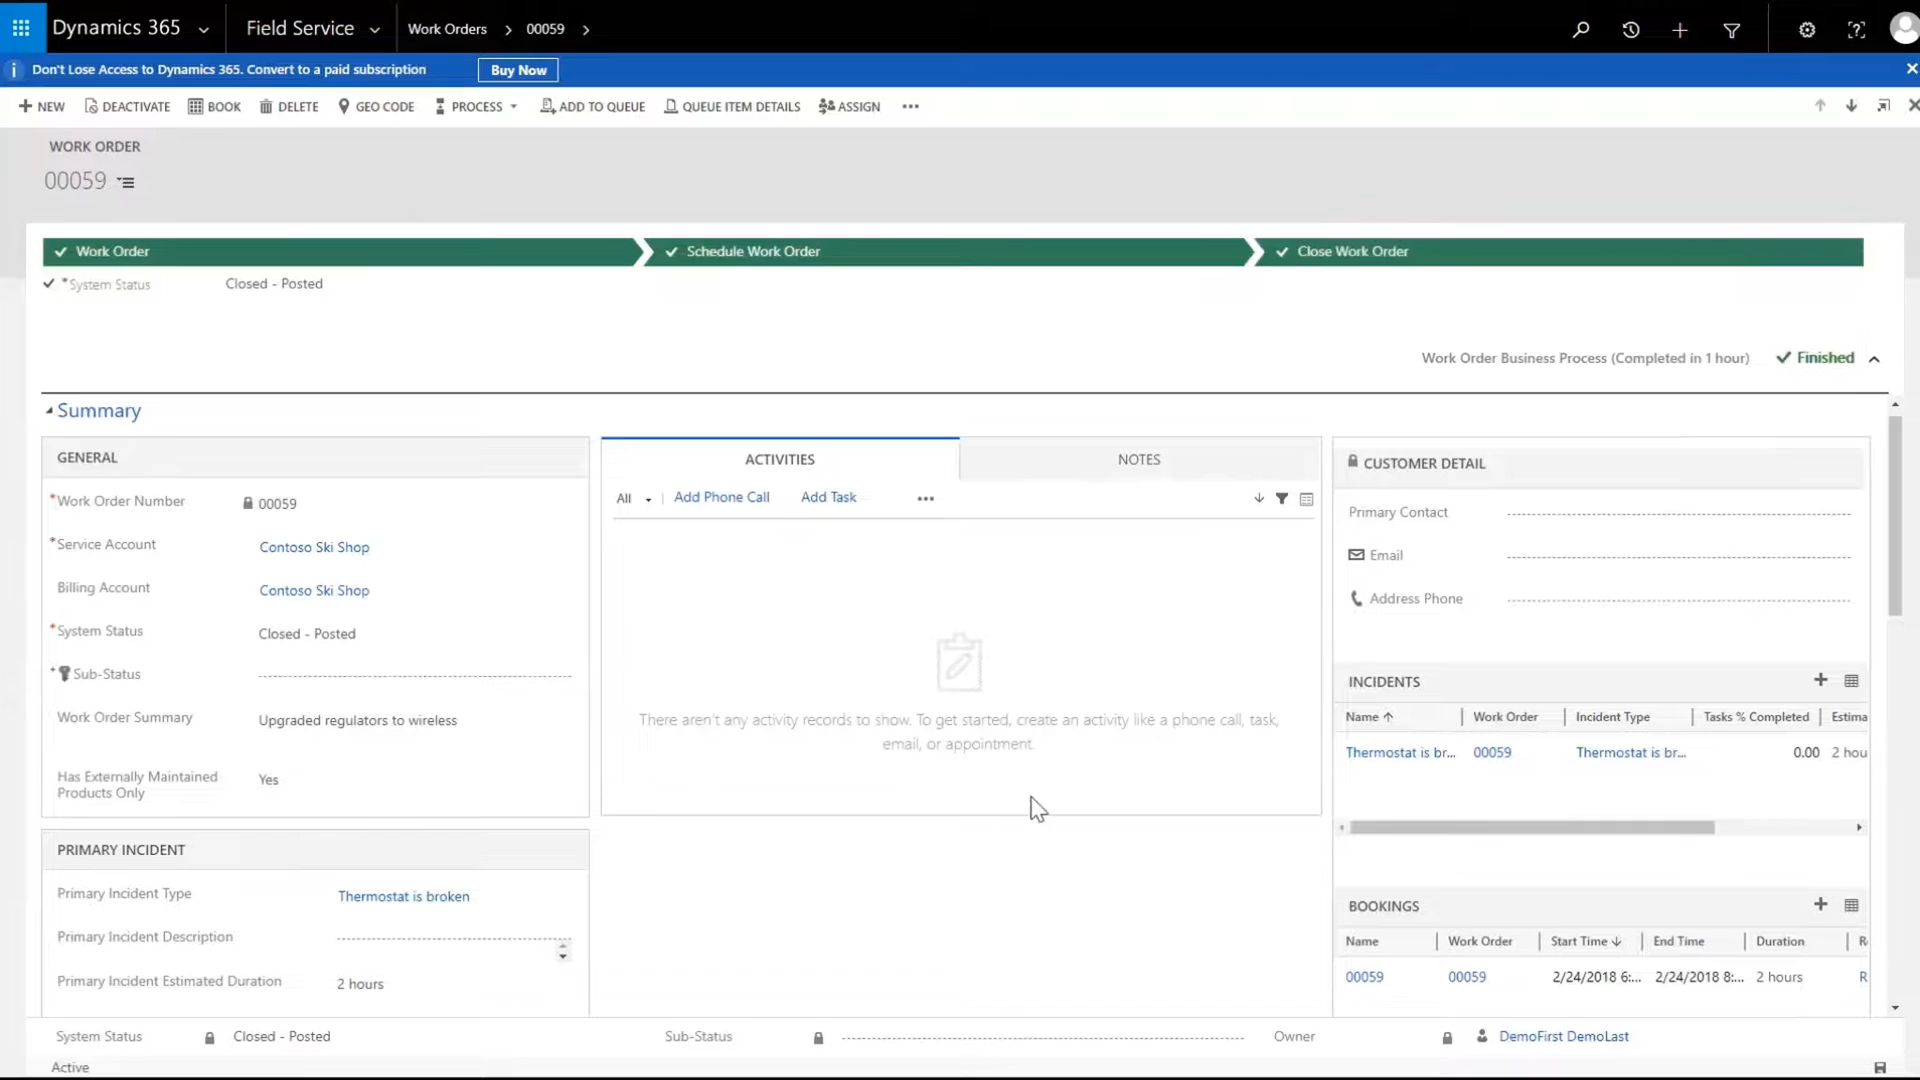 Dynamics 365 Field Service Work Orders 00059
Don't Lose Access to Dynamics 365. Convert to a paid subscription Buy Now
NEW DEACTIVATE BOOK DELETE GEO CODE PROCESS ADD TO QUEUE QUEUE ITEM DETAILS ASSIGN
WORK ORDER
00059
Work Order Schedule Work Order Close Work Order
*System Status Closed - Posted
Work Order Business Process (Completed in 1 hour) Finished
Summary
GENERAL
*Work Order Number 00059
*Service Account Contoso Ski Shop
Billing Account Contoso Ski Shop
*System Status Closed - Posted
*Sub-Status
Work Order Summary Upgraded regulators to wireless
Has Externally Maintained
Products Only Yes
PRIMARY INCIDENT
Primary Incident Type Thermostat is broken
Primary Incident Description
Primary Incident Estimated Duration 2 hours
ACTIVITIES NOTES
All Add Phone Call Add Task
There aren't any activity records to show. To get started, create an activity like a phone call, task,
email, or appointment.
CUSTOMER DETAIL
Primary Contact
Email
Address Phone
INCIDENTS
Name Work Order Incident Type Tasks % Completed Estima
Thermostat is br... 00059 Thermostat is br... 0.00 2 hou
BOOKINGS
Name Work Order Start Time End Time Duration R
00059 00059 2/24/2018 6:... 2/24/2018 8:... 2 hours R
System Status Closed - Posted Sub-Status Owner DemoFirst DemoLast
Active